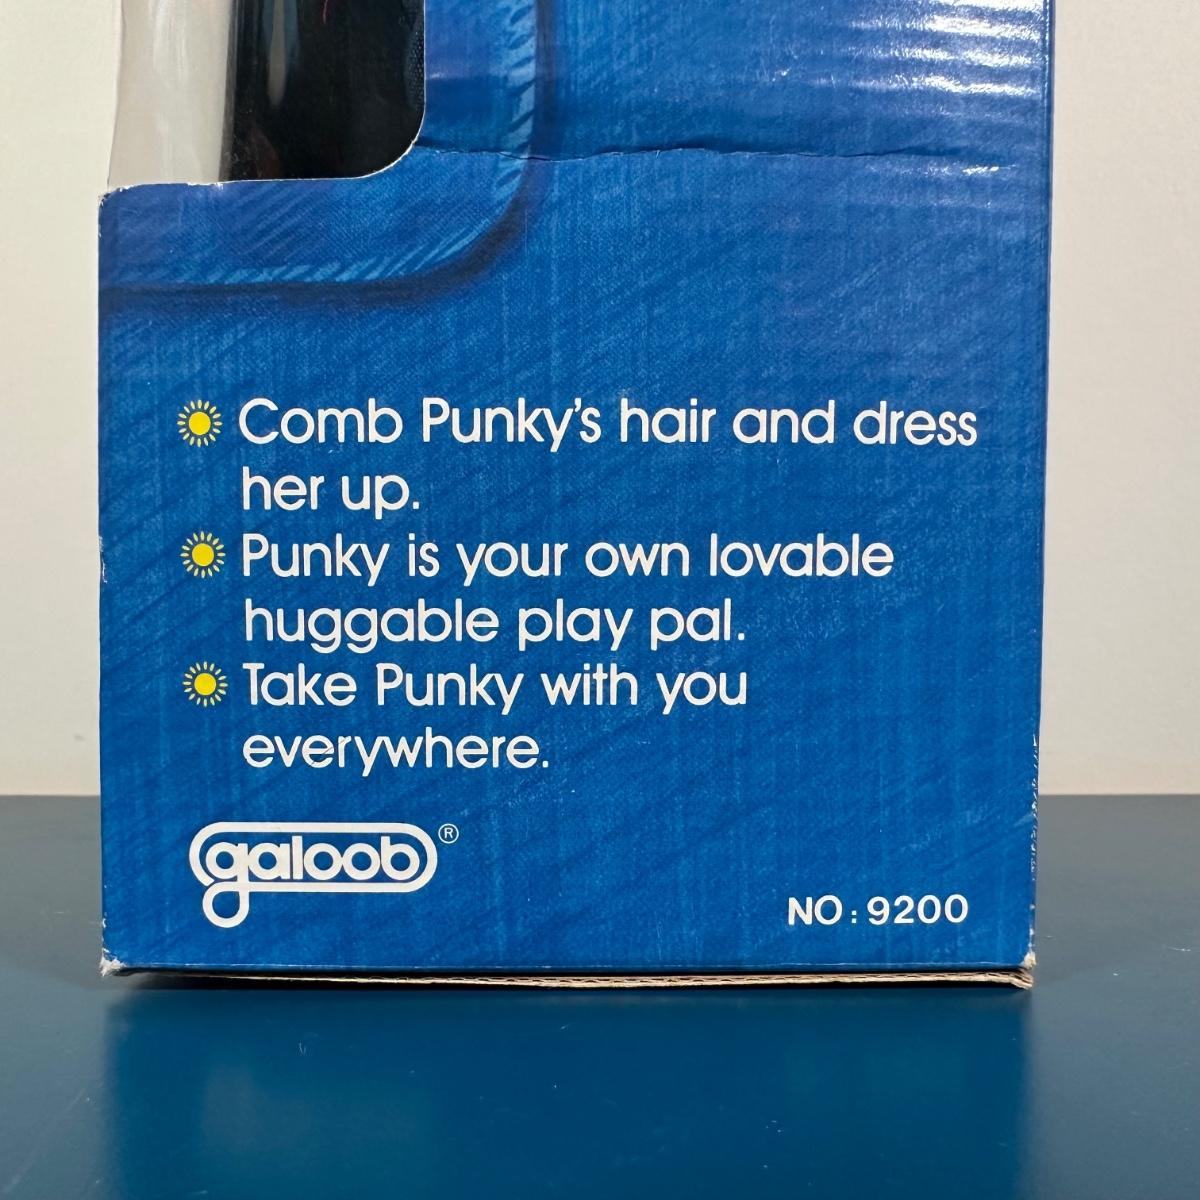 Comb Punky's hair and dress
her up.
Punky is your own lovable
huggable play pal.
Take Punky with you
everywhere.
galoob®
NO: 9200